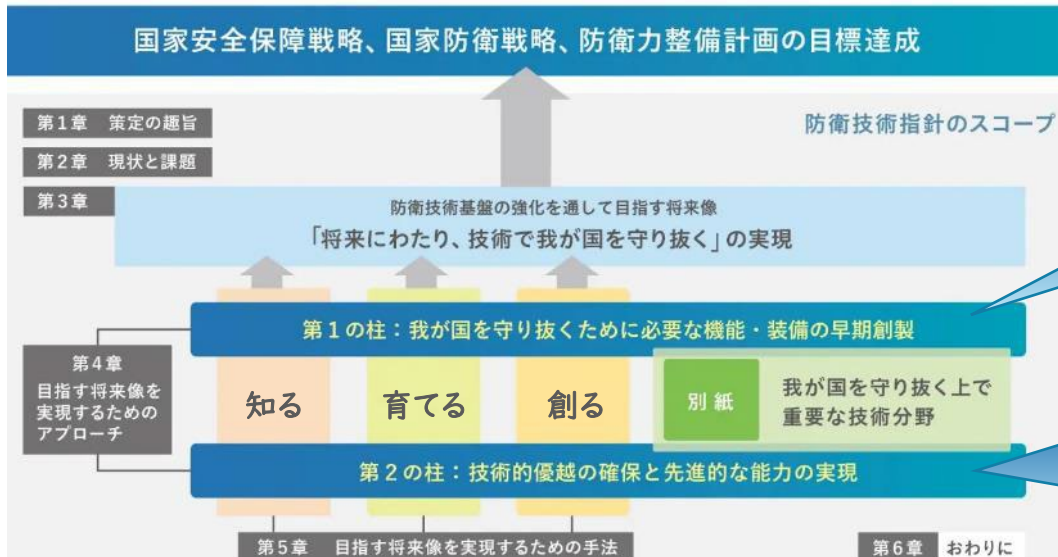 国家安全保障戦略、国家防衛戦略、防衛力整備計画の目標達成
第1章 策定の趣旨
防衛技術指針のスコープ
第2章 現状と課題
第3章
防衛技術基盤の強化を通して目指す将来像
「将来にわたり、技術で我が国を守り抜く」の実現
第1の柱：我が国を守り抜くために必要な機能・装備の早期創製
第4章
目指す将来像を
実現するための
アプローチ
知る
育てる
創る
別紙
我が国を守り抜く上で
重要な技術分野
第2の柱：技術的優越の確保と先進的な能力の実現
第5章 目指す将来像を実現するための手法
第6章 おわりに